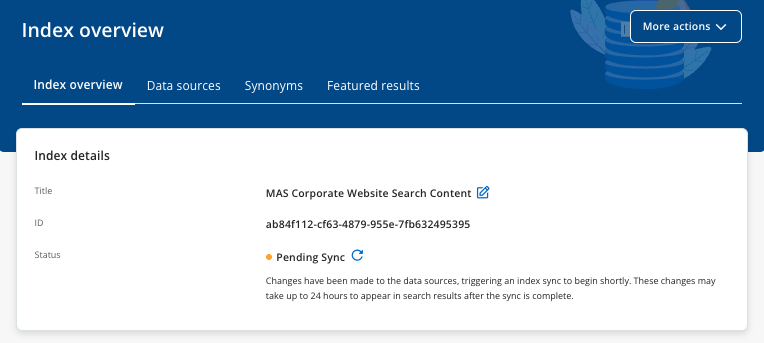 Index overview
More actions
Index overview
Data sources
Synonyms
Featured results
Index details
Title
MAS Corporate Website Search Content
ID
ab84f112-cf63-4879-955e-7fb632495395
Status
Pending Sync
Changes have been made to the data sources, triggering an index sync to begin shortly. These changes may
take up to 24 hours to appear in search results after the sync is complete.